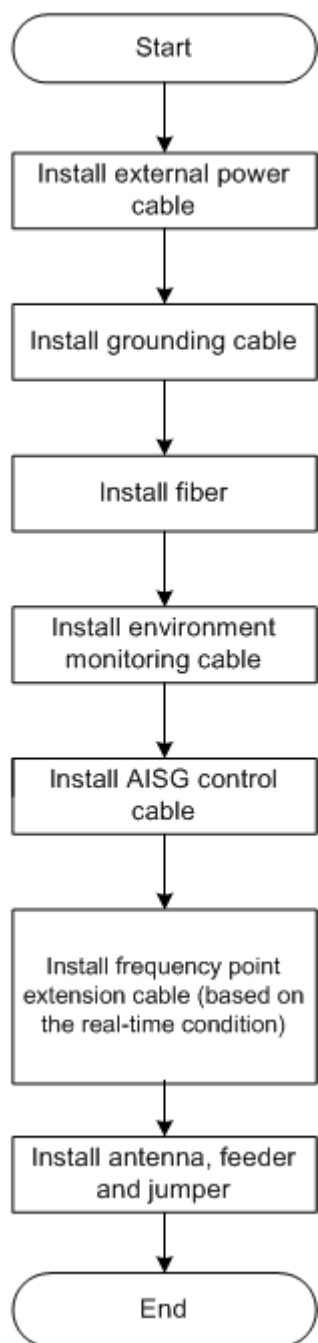 Start
Install external power
cable
Install grounding cable
Install fiber
Install environment
monitoring cable
Install AISG control
cable
Install frequency point
extension cable (based on
the real-time condition)
Install antenna, feeder
and jumper
End